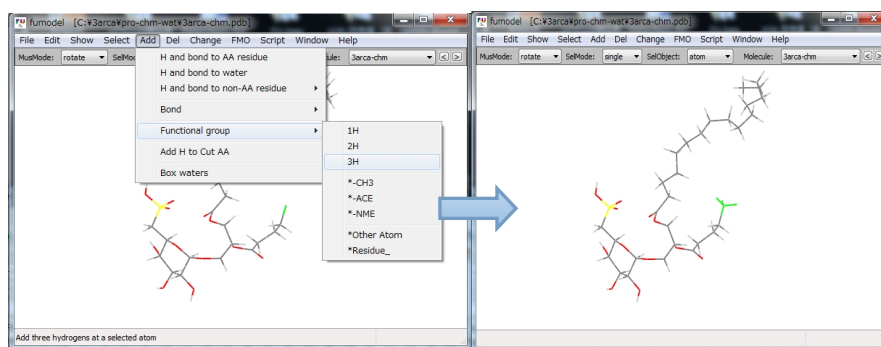 fumodel [C:¥3arca¥pro-chm-wat¥3arca-chm.pdb]
File Edit Show Select Add Del Change FMO Script Window Help
MusMode: rotate SelMod
ule: 3arca-chm < >
H and bond to AA residue
H and bond to water
H and bond to non-AA residue
Bond
Functional group
Add H to Cut AA
Box waters
1H
2H
3H
*-CH3
*-ACE
*-NME
*Other Atom
*Residue_
Add three hydrogens at a selected atom
fumodel [C:¥3arca¥pro-chm-wat¥3arca-chm.pdb]
File Edit Show Select Add Del Change FMO Script Window Help
MusMode: rotate SelMode: single SelObject: atom Molecule: 3arca-chm < >